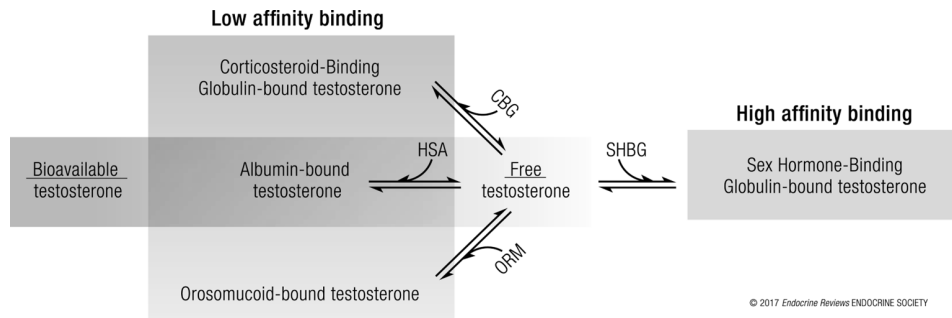 Low affinity binding
Corticosteroid-Binding
Globulin-bound testosterone
CBG
High affinity binding
Bioavailable
testosterone
Albumin-bound
testosterone
HSA
Free
testosterone
SHBG
Sex Hormone-Binding
Globulin-bound testosterone
ORM
Orosomucoid-bound testosterone
© 2017 Endocrine Reviews ENDOCRINE SOCIETY